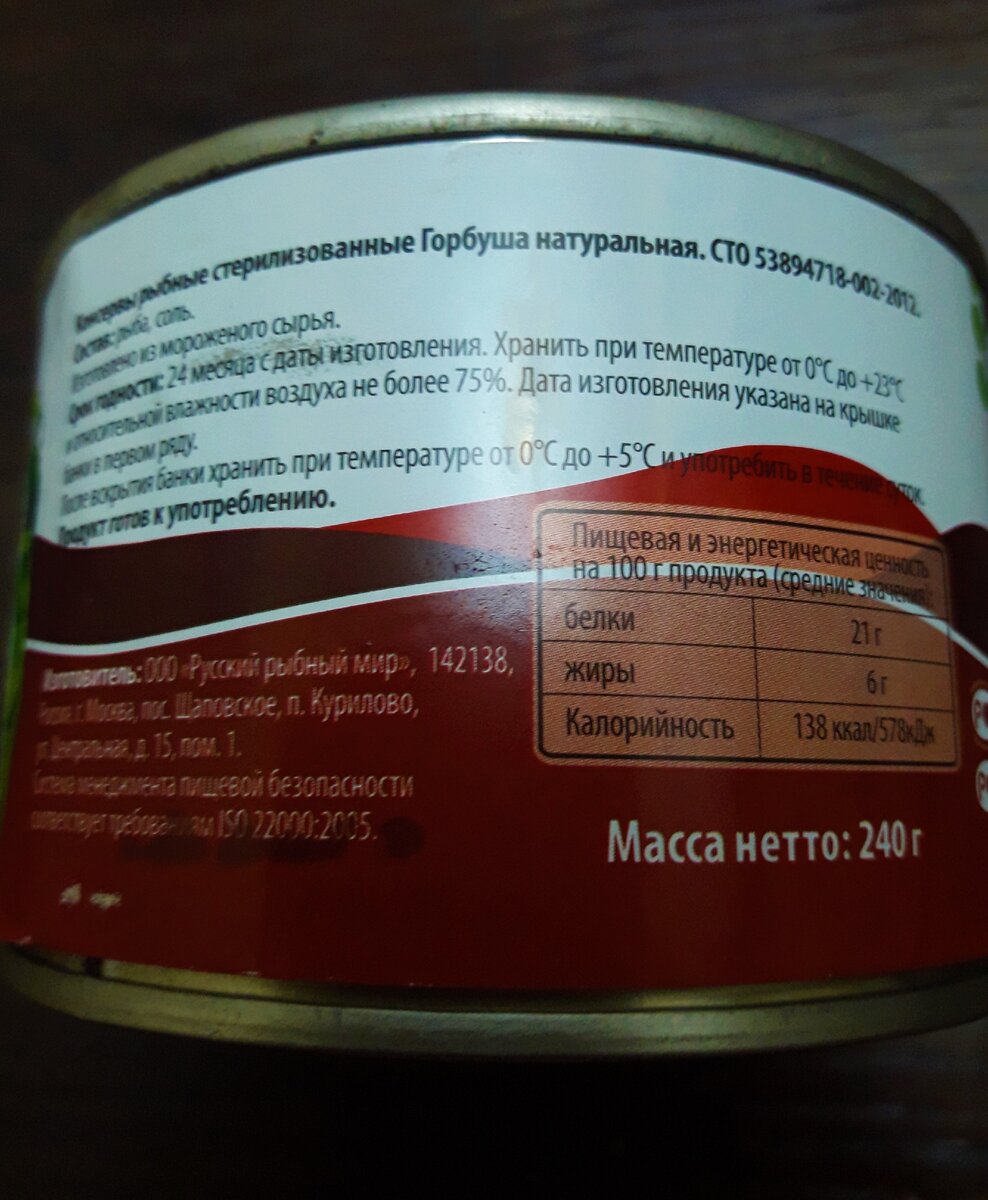 Консервы рыбные стерилизованные Горбуша натуральная. СТО 53894718-002-2012.
Состав: рыба, соль.
Изготовлено из мороженого сырья.
Срок годности: 24 месяца с даты изготовления. Хранить при температуре от 0°С до +23°С
и относительной влажности воздуха не более 75%. Дата изготовления указана на крышке
банки в первом ряду.
После вскрытия банки хранить при температуре от 0°С до +5°С и употребить в течение суток.
Продукт готов к употреблению.
Пищевая и энергетическая ценность
на 100 г продукта (средние значения):
белки 21 г
жиры 6 г
Калорийность 138 ккал/578кДж
Изготовитель: ООО «Русский рыбный мир», 142138,
Россия, г. Москва, пос. Щаповское, п. Курилово,
ул. Центральная, д. 15, пом. 1.
Система менеджмента пищевой безопасности
соответствует требованиям ISO 22000:2005.
Масса нетто: 240 г